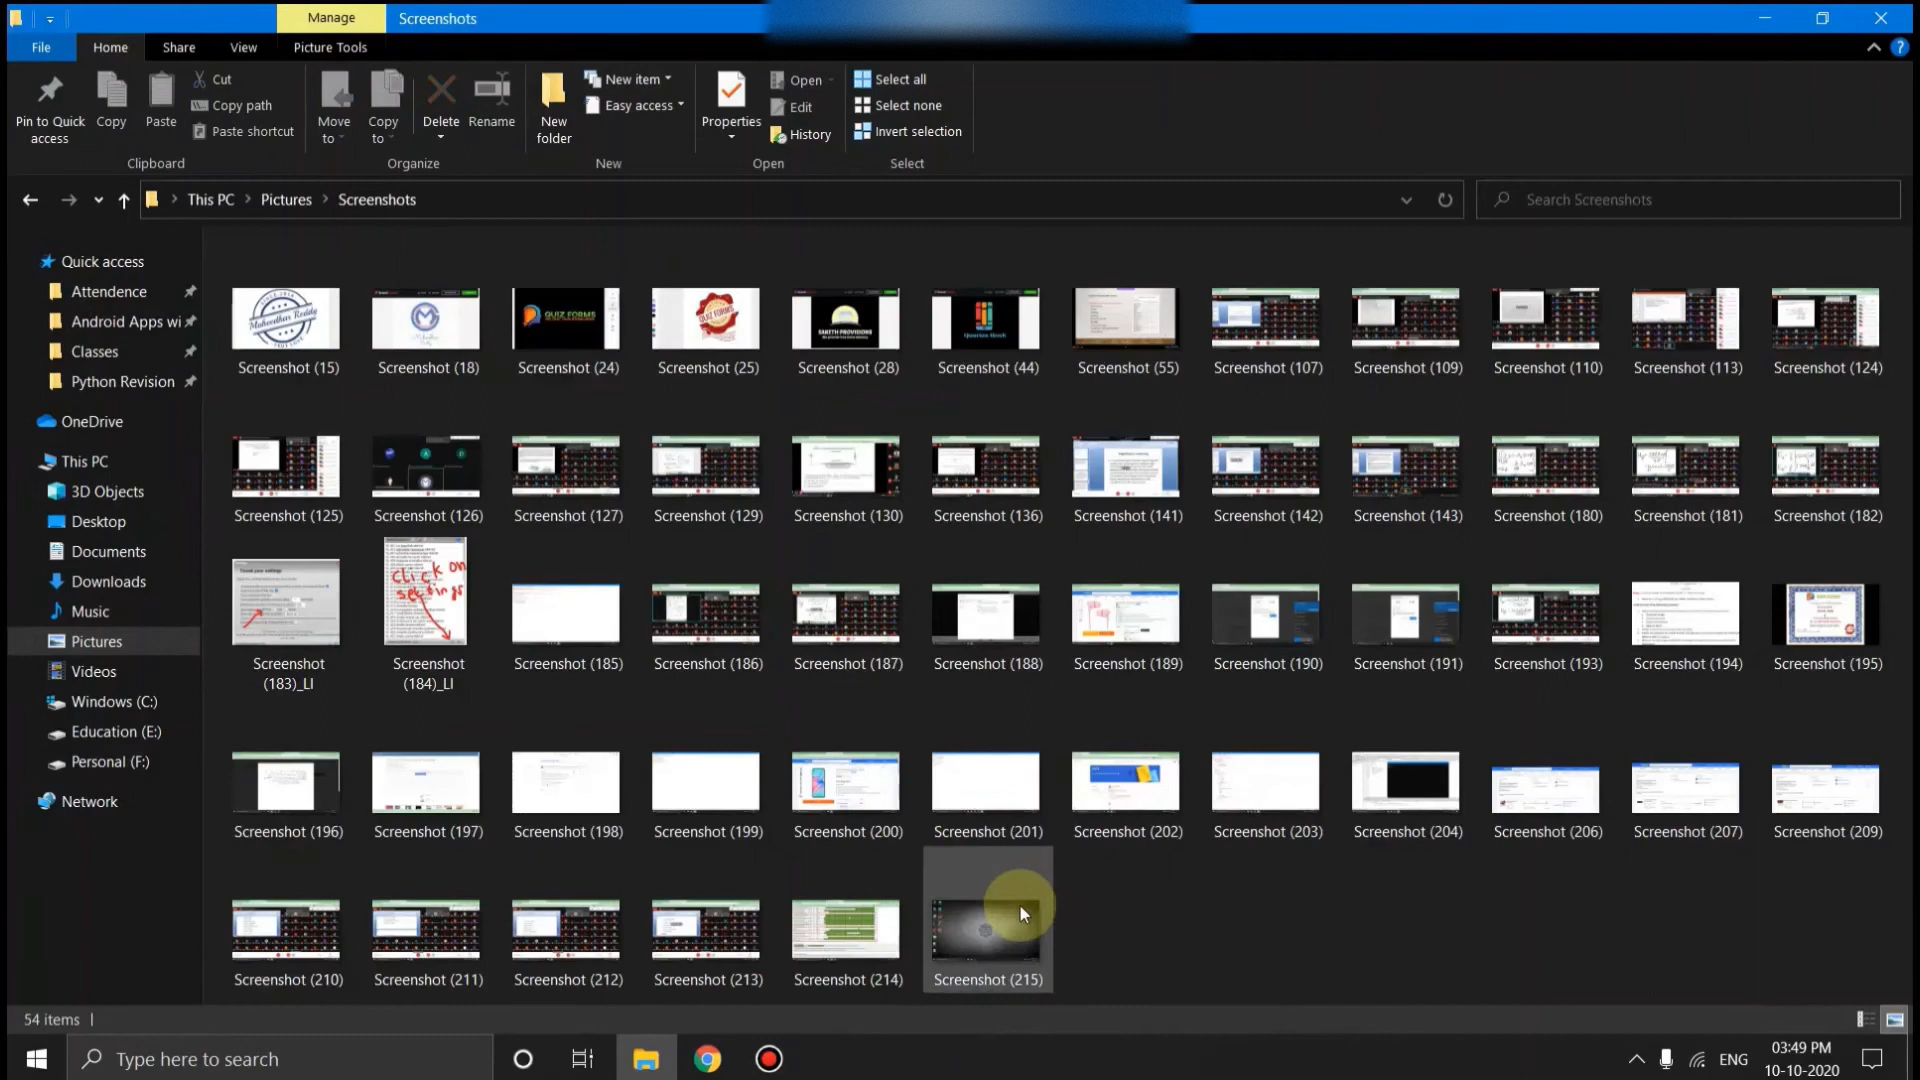 Manage
Screenshots
File
Home
Share
View
Picture Tools
Pin to Quick access
Copy
Paste
Cut
Copy path
Paste shortcut
Move to
Copy to
Delete
Rename
New folder
New item
Easy access
Properties
Open
Edit
History
Select all
Select none
Invert selection
Clipboard
Organize
New
Open
Select
This PC
Pictures
Screenshots
Search Screenshots
Quick access
Attendence
Android Apps wi
Classes
Python Revision
OneDrive
This PC
3D Objects
Desktop
Documents
Downloads
Music
Pictures
Videos
Windows (C:)
Education (E:)
Personal (F:)
Network
QUIZ FORMS
SAKETH PROVISIONS
Screenshot (15)
Screenshot (18)
Screenshot (24)
Screenshot (25)
Screenshot (28)
Screenshot (44)
Screenshot (55)
Screenshot (107)
Screenshot (109)
Screenshot (110)
Screenshot (113)
Screenshot (124)
Screenshot (125)
Screenshot (126)
Screenshot (127)
Screenshot (129)
Screenshot (130)
Screenshot (136)
Screenshot (141)
Screenshot (142)
Screenshot (143)
Screenshot (180)
Screenshot (181)
Screenshot (182)
click on
settings
Screenshot (183)_LI
Screenshot (184)_LI
Screenshot (185)
Screenshot (186)
Screenshot (187)
Screenshot (188)
Screenshot (189)
Screenshot (190)
Screenshot (191)
Screenshot (193)
Screenshot (194)
Screenshot (195)
Screenshot (196)
Screenshot (197)
Screenshot (198)
Screenshot (199)
Screenshot (200)
Screenshot (201)
Screenshot (202)
Screenshot (203)
Screenshot (204)
Screenshot (206)
Screenshot (207)
Screenshot (209)
Screenshot (210)
Screenshot (211)
Screenshot (212)
Screenshot (213)
Screenshot (214)
Screenshot (215)
54 items
Type here to search
ENG
03:49 PM
10-10-2020